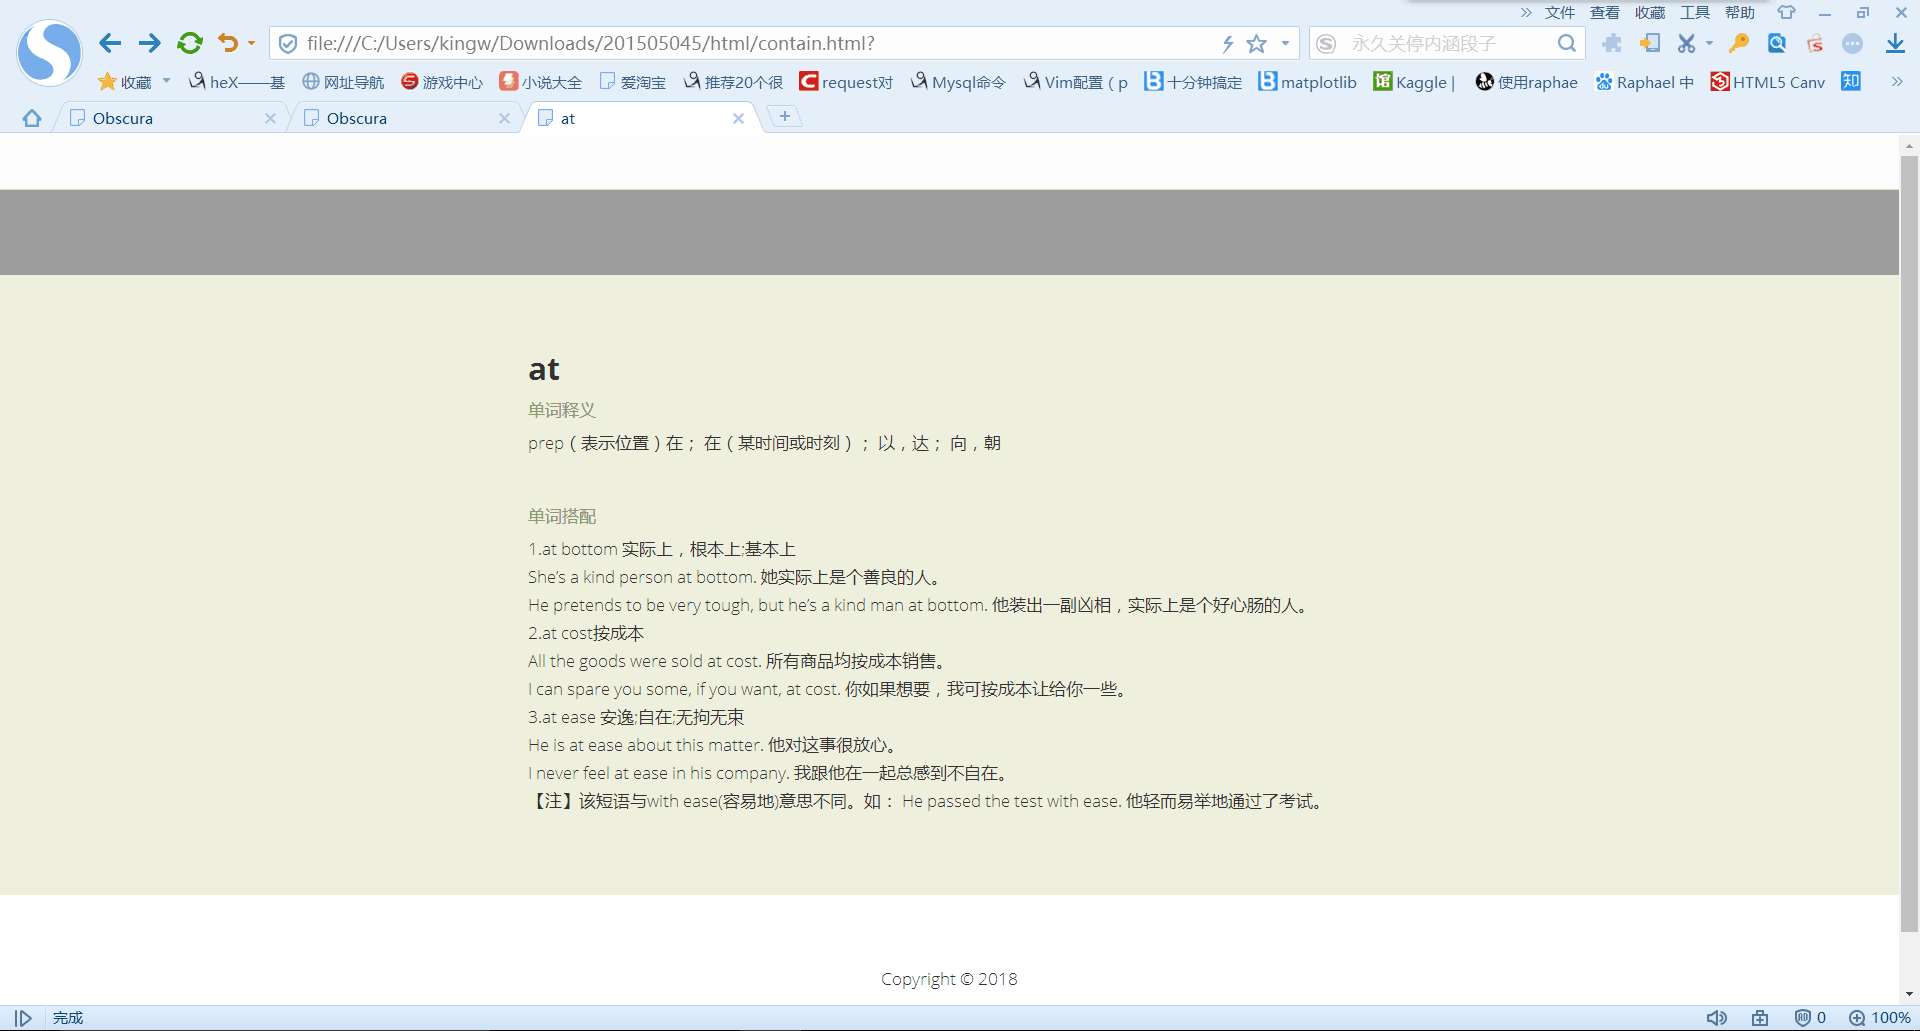 文件 查看 收藏 工具 帮助
file:///C:/Users/kingw/Downloads/201505045/html/contain.html?
永久关停内涵段子
收藏 heX——基 网址导航 游戏中心 小说大全 爱淘宝 推荐20个很 request对 Mysql命令 Vim配置 ( p 十分钟搞定 matplotlib Kaggle | 使用raphae Raphael 中 HTML5 Canv 知
Obscura Obscura at
at
单词释义
prep（表示位置）在； 在（某时间或时刻）； 以，达； 向，朝
单词搭配
1.at bottom 实际上，根本上;基本上
She’s a kind person at bottom. 她实际上是个善良的人。
He pretends to be very tough, but he’s a kind man at bottom. 他装出一副凶相，实际上是个好心肠的人。
2.at cost按成本
All the goods were sold at cost. 所有商品均按成本销售。
I can spare you some, if you want, at cost. 你如果想要，我可按成本让给你一些。
3.at ease 安逸;自在;无拘无束
He is at ease about this matter. 他对这事很放心。
I never feel at ease in his company. 我跟他在一起总感到不自在。
【注】该短语与with ease(容易地)意思不同。如： He passed the test with ease. 他轻而易举地通过了考试。
Copyright © 2018
完成 0 100%